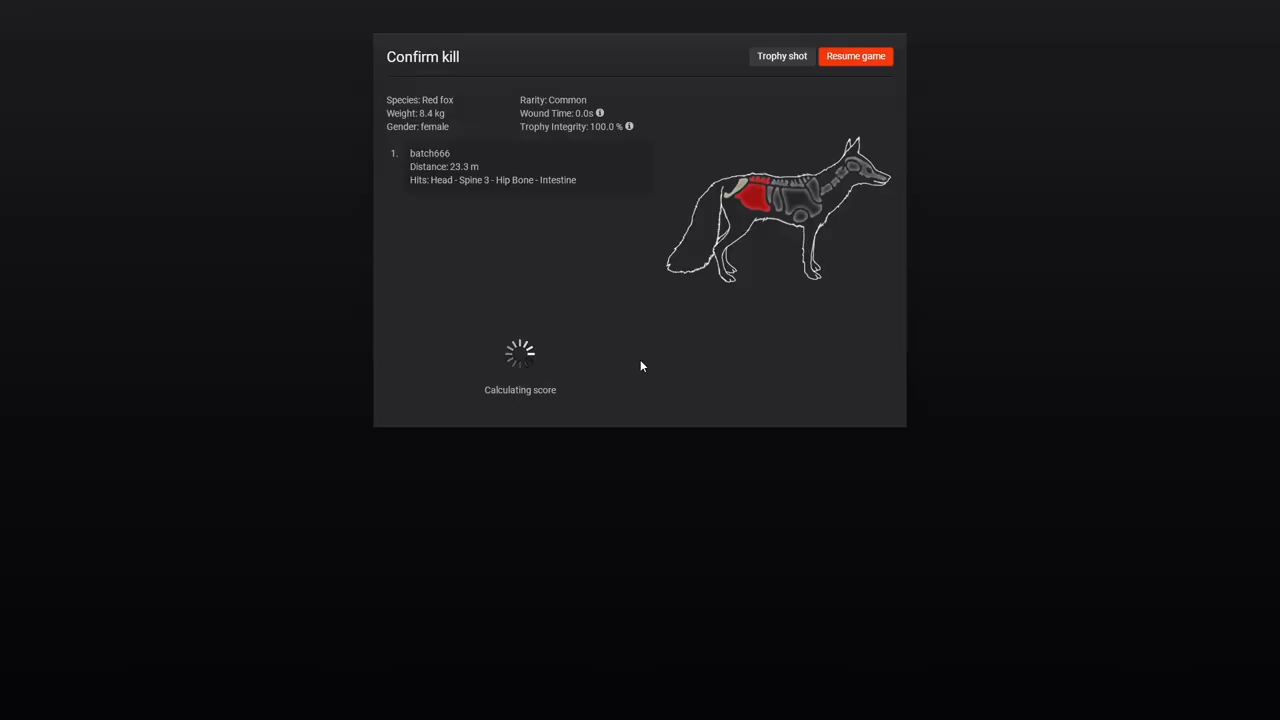 Confirm kill
Trophy shot
Resume game
Species: Red fox
Rarity: Common
Weight: 8.4 kg
Wound Time: 0.0s
Gender: female
Trophy Integrity: 100.0 %
1. batch666
Distance: 23.3 m
Hits: Head - Spine 3 - Hip Bone - Intestine
Calculating score